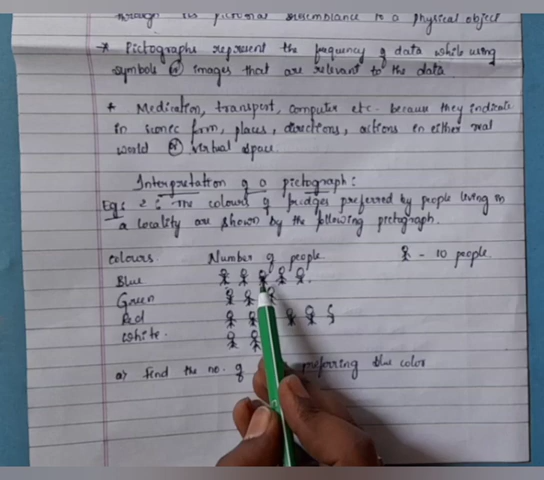 through its pictorial resemblance to a physical object
* Pictographs represent the frequency of data while using
symbols or images that are relevant to the data.
+ Medication, transport, computer etc. because they indicate
in iconic form, places, directions, actions in either real
world or virtual space.
Interpretation of a pictograph:
Eg: 2: The colours of fridges preferred by people living in
a locality are shown by the following pictograph.
Colours Number of people - 10 people.
Blue
Green
Red
White.
a) Find the no. of preferring blue color